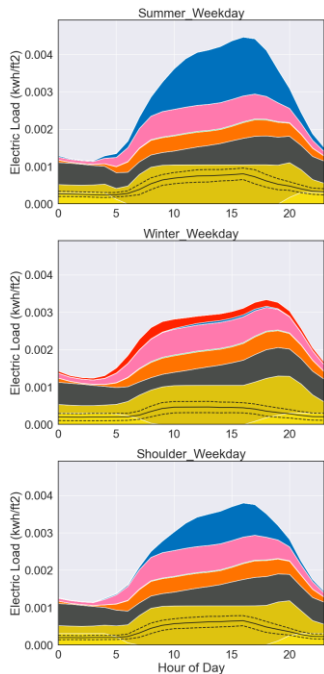 Summer_Weekday
Electric Load (kwh/ft2)
0.004
0.003
0.002
0.001
0.000
0 5 10 15 20
Winter_Weekday
Electric Load (kwh/ft2)
0.004
0.003
0.002
0.001
0.000
0 5 10 15 20
Shoulder_Weekday
Electric Load (kwh/ft2)
0.004
0.003
0.002
0.001
0.000
0 5 10 15 20
Hour of Day